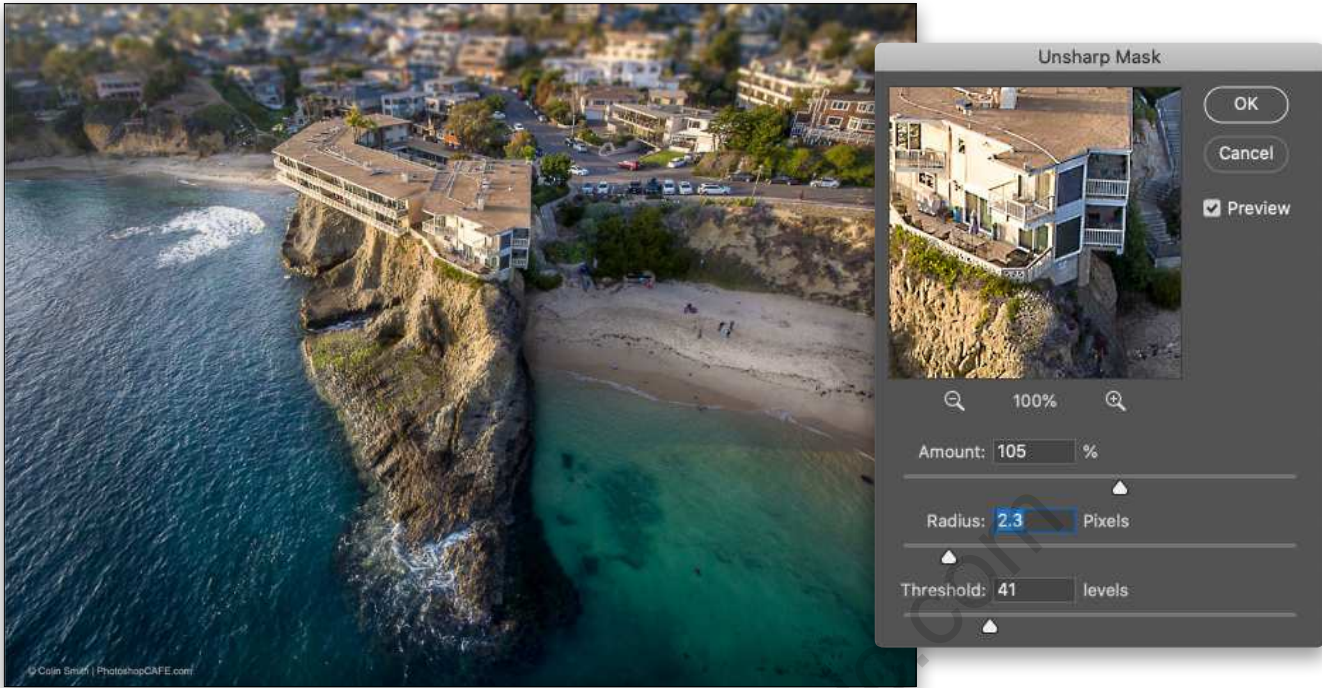 Unsharp Mask
OK
Cancel
Preview
100%
Amount: 105 %
Radius: 2.3 Pixels
Threshold: 41 levels
© Colin Smith | PhotoshopCAFE.com
.com